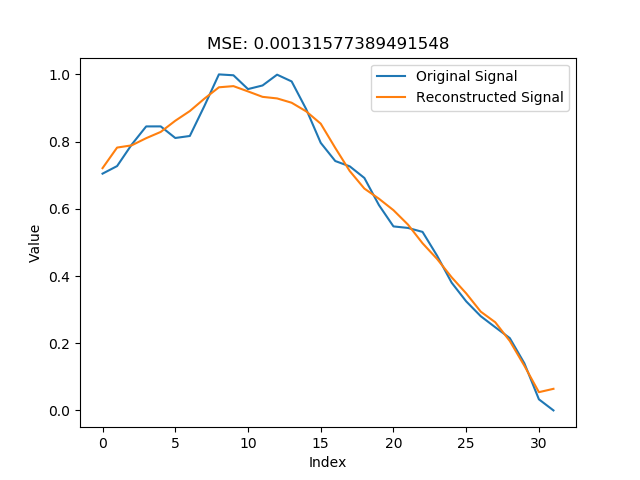 MSE: 0.00131577389491548
Original Signal
Reconstructed Signal
1.0
0.8
0.6
0.4
0.2
0.0
Value
0 5 10 15 20 25 30
Index